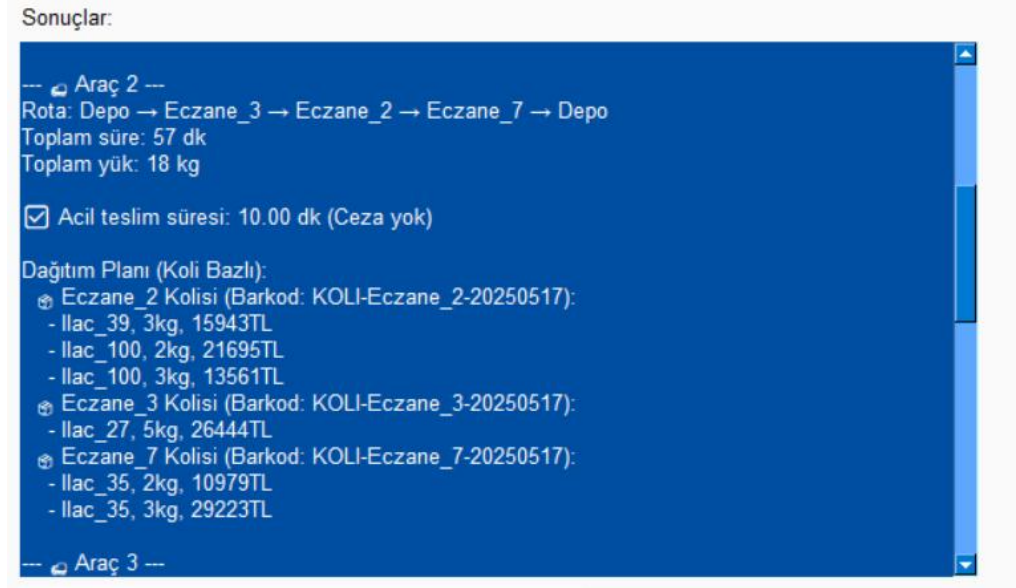 Sonuçlar:
--- Araç 2 ---
Rota: Depo → Eczane_3 → Eczane_2 → Eczane_7 → Depo
Toplam süre: 57 dk
Toplam yük: 18 kg
Acil teslim süresi: 10.00 dk (Ceza yok)
Dağıtım Planı (Koli Bazlı):
Eczane_2 Kolisi (Barkod: KOLI-Eczane_2-20250517):
- Ilac_39, 3kg, 15943TL
- Ilac_100, 2kg, 21695TL
- Ilac_100, 3kg, 13561TL
Eczane_3 Kolisi (Barkod: KOLI-Eczane_3-20250517):
- Ilac_27, 5kg, 26444TL
Eczane_7 Kolisi (Barkod: KOLI-Eczane_7-20250517):
- Ilac_35, 2kg, 10979TL
- Ilac_35, 3kg, 29223TL
--- Araç 3 ---